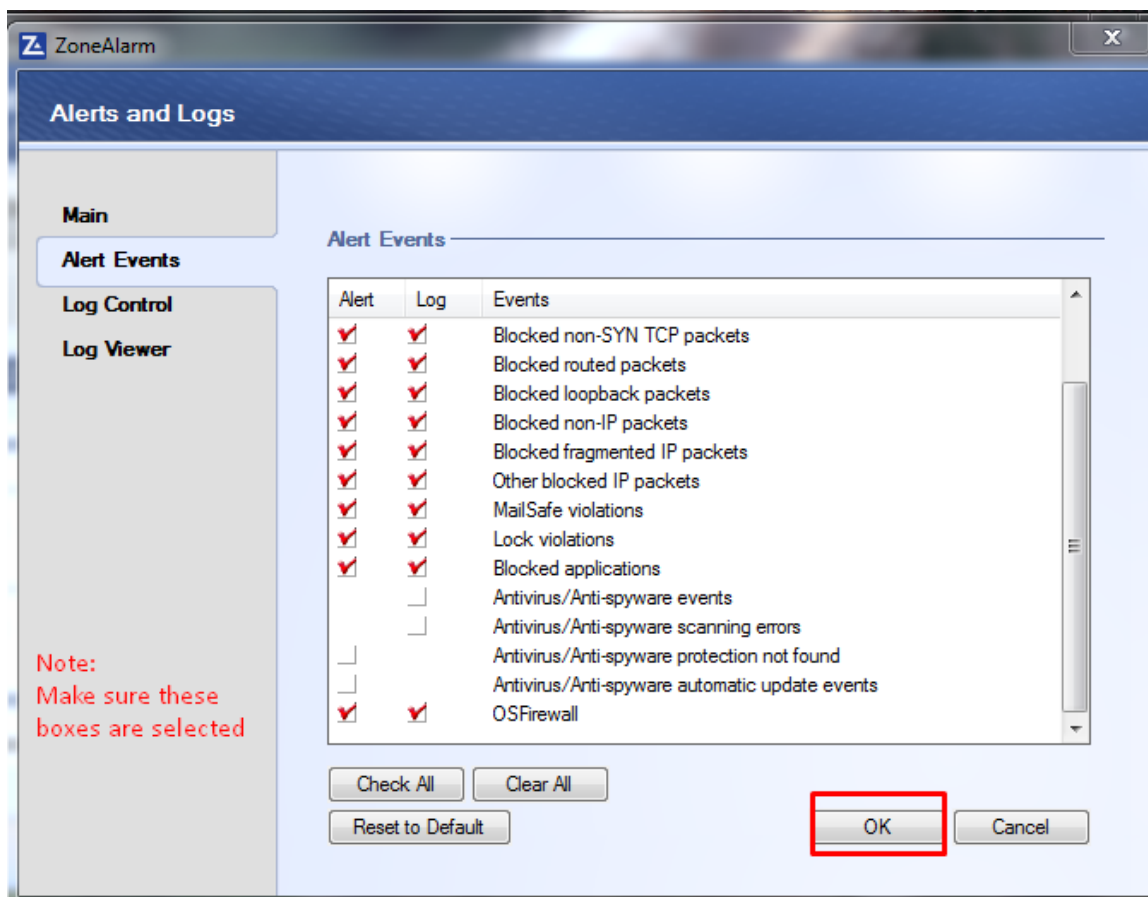 ZoneAlarm
Alerts and Logs
Main
Alert Events
Log Control
Log Viewer
Note:
Make sure these
boxes are selected
Alert Events
Alert Log Events
Blocked non-SYN TCP packets
Blocked routed packets
Blocked loopback packets
Blocked non-IP packets
Blocked fragmented IP packets
Other blocked IP packets
MailSafe violations
Lock violations
Blocked applications
Antivirus/Anti-spyware events
Antivirus/Anti-spyware scanning errors
Antivirus/Anti-spyware protection not found
Antivirus/Anti-spyware automatic update events
OSFirewall
Check All Clear All
Reset to Default OK Cancel